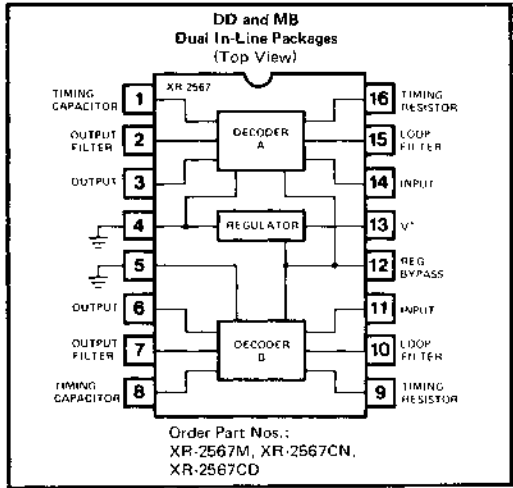 DD and MB
Dual In-Line Packages
(Top View)
XR-2567
TIMING CAPACITOR 1
OUTPUT FILTER 2
OUTPUT 3
4
5
OUTPUT 6
OUTPUT FILTER 7
TIMING CAPACITOR 8
DECODER A
REGULATOR
DECODER B
16 TIMING RESISTOR
15 LOOP FILTER
14 INPUT
13 V+
12 REG BYPASS
11 INPUT
10 LOOP FILTER
9 TIMING RESISTOR
Order Part Nos.:
XR-2567M, XR-2567CN,
XR-2567CD